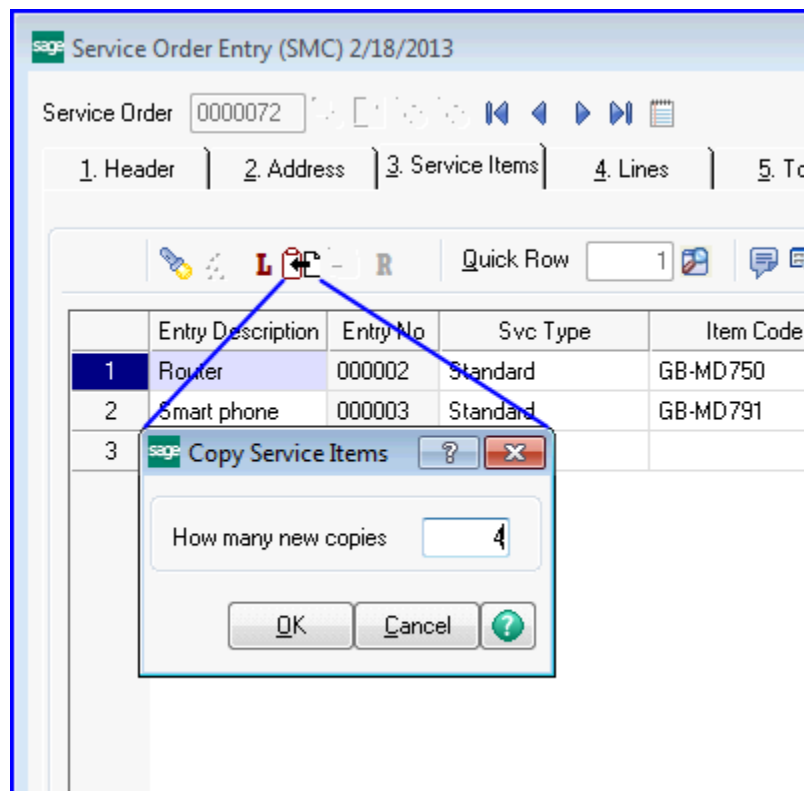 sage Service Order Entry (SMC) 2/18/2013
Service Order 0000072
1. Header 2. Address 3. Service Items 4. Lines 5.
L R Quick Row 1
Entry Description Entry No Svc Type Item Code
1 Router 000002 Standard GB-MD750
2 Smart phone 000003 Standard GB-MD791
3
sage Copy Service Items ?
How many new copies 4
OK Cancel ?